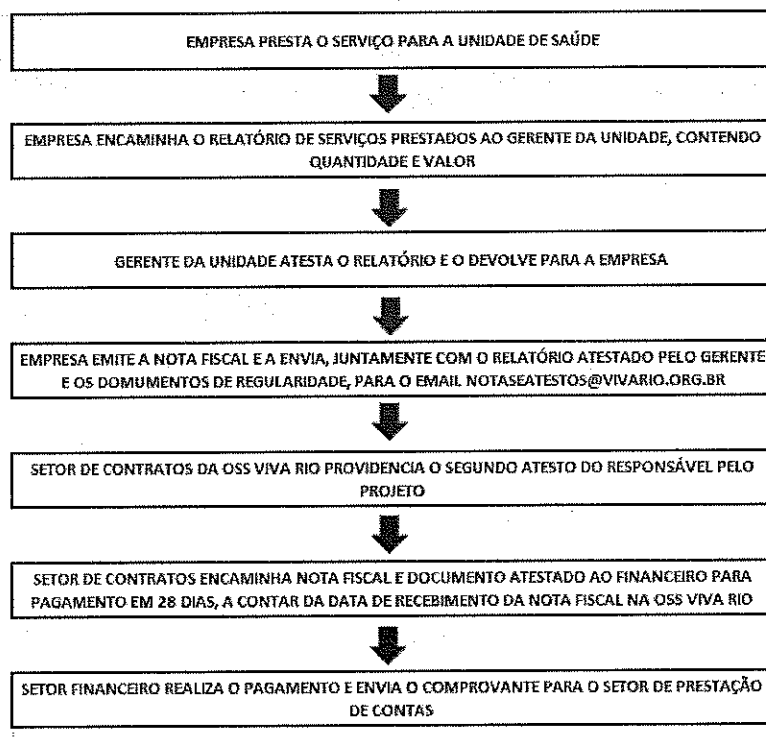 EMPRESA PRESTA O SERVIÇO PARA A UNIDADE DE SAÚDE
EMPRESA ENCAMINHA O RELATÓRIO DE SERVIÇOS PRESTADOS AO GERENTE DA UNIDADE, CONTENDO
QUANTIDADE E VALOR
GERENTE DA UNIDADE ATESTA O RELATÓRIO E O DEVOLVE PARA A EMPRESA
EMPRESA EMITE A NOTA FISCAL E A ENVIA, JUNTAMENTE COM O RELATÓRIO ATESTADO PELO GERENTE
E OS DOMUMENTOS DE REGULARIDADE, PARA O EMAIL NOTASEATESTOS@VIVARIO.ORG.BR
SETOR DE CONTRATOS DA OSS VIVA RIO PROVIDENCIA O SEGUNDO ATESTO DO RESPONSÁVEL PELO
PROJETO
SETOR DE CONTRATOS ENCAMINHA NOTA FISCAL E DOCUMENTO ATESTADO AO FINANCEIRO PARA
PAGAMENTO EM 28 DIAS, A CONTAR DA DATA DE RECEBIMENTO DA NOTA FISCAL NA OSS VIVA RIO
SETOR FINANCEIRO REALIZA O PAGAMENTO E ENVIA O COMPROVANTE PARA O SETOR DE PRESTAÇÃO
DE CONTAS